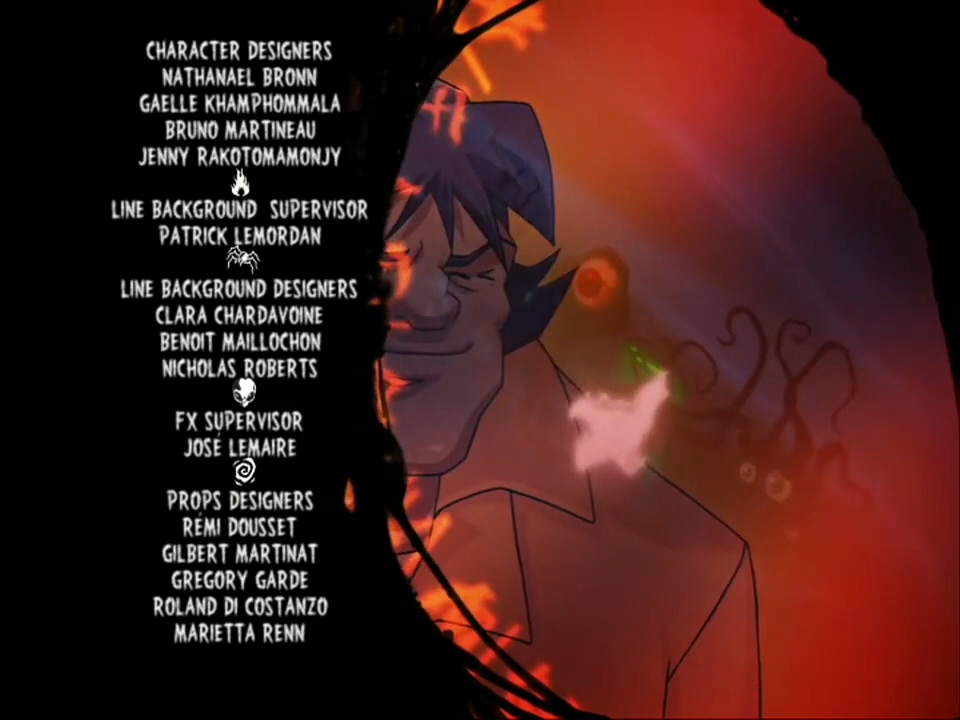 CHARACTER DESIGNERS
NATHANAEL BRONN
GAELLE KHAMPHOMMALA
BRUNO MARTINEAU
JENNY RAKOTOMAMONJY
LINE BACKGROUND SUPERVISOR
PATRICK LEMORDAN
LINE BACKGROUND DESIGNERS
CLARA CHARDAVOINE
BENOIT MAILLOCHON
NICHOLAS ROBERTS
FX SUPERVISOR
JOSÉ LEMAIRE
PROPS DESIGNERS
RÉMI DOUSSET
GILBERT MARTINAT
GREGORY GARDE
ROLAND DI COSTANZO
MARIETTA RENN